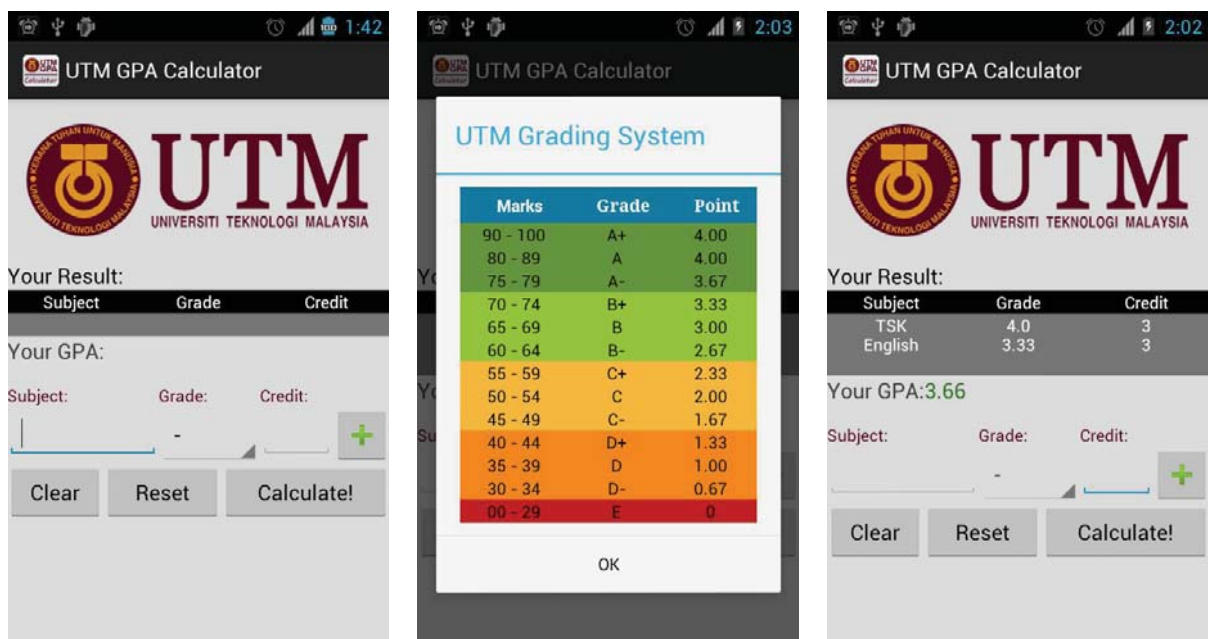 1:42
UTM GPA Calculator
KERANA TUHAN UNTUK MANUSIA
UNIVERSITI TEKNOLOGI MALAYSIA
UTM
UNIVERSITI TEKNOLOGI MALAYSIA
Your Result:
Subject Grade Credit
Your GPA:
Subject: Grade: Credit:
-
Clear Reset Calculate!
2:03
UTM GPA Calculator
UTM Grading System
Marks Grade Point
90 - 100 A+ 4.00
80 - 89 A 4.00
75 - 79 A- 3.67
70 - 74 B+ 3.33
65 - 69 B 3.00
60 - 64 B- 2.67
55 - 59 C+ 2.33
50 - 54 C 2.00
45 - 49 C- 1.67
40 - 44 D+ 1.33
35 - 39 D 1.00
30 - 34 D- 0.67
00 - 29 E 0
OK
2:02
UTM GPA Calculator
KERANA TUHAN UNTUK MANUSIA
UNIVERSITI TEKNOLOGI MALAYSIA
UTM
UNIVERSITI TEKNOLOGI MALAYSIA
Your Result:
Subject Grade Credit
TSK 4.0 3
English 3.33 3
Your GPA:3.66
Subject: Grade: Credit:
-
Clear Reset Calculate!